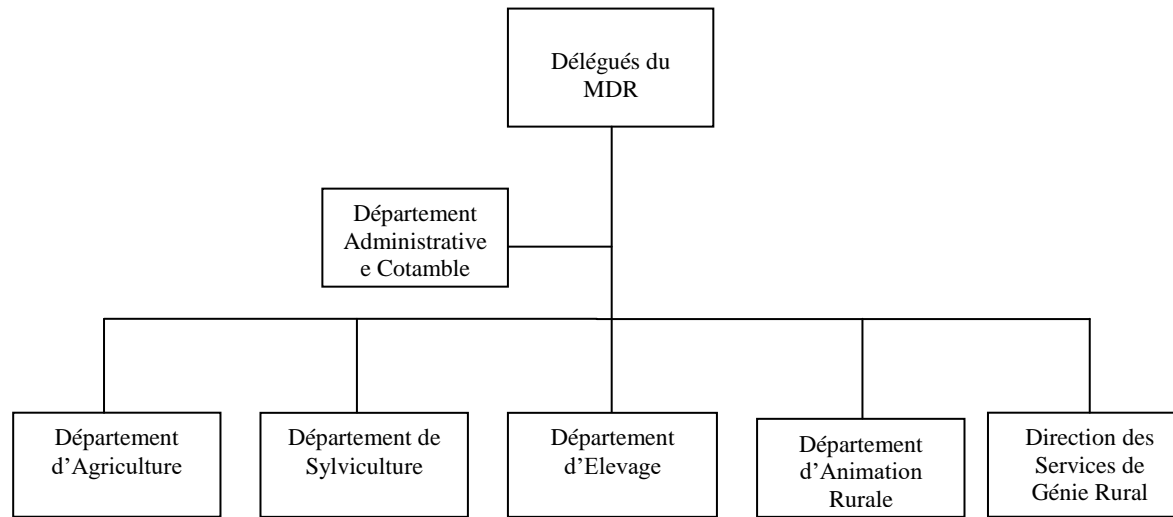 Délégués du
MDR
Département
Administrative
e Cotamble
Département
d’Agriculture
Département de
Sylviculture
Département
d’Elevage
Département
d’Animation
Rurale
Direction des
Services de
Génie Rural